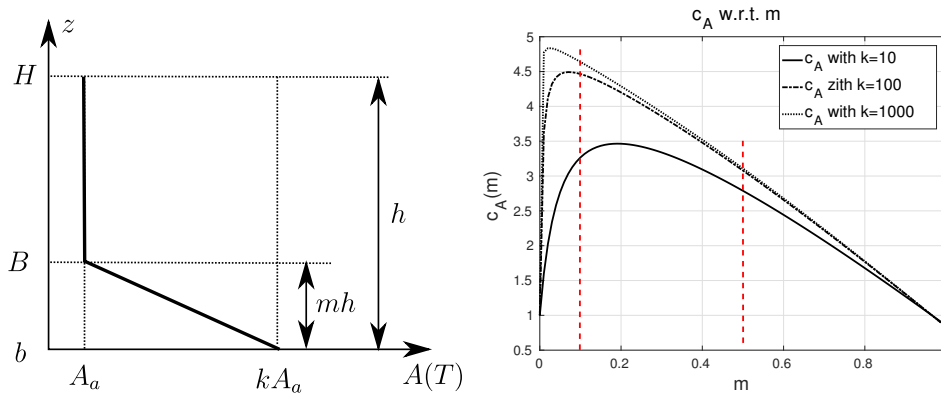 z
H
h
B
mh
b
A_a
kA_a
A(T)
c_A w.r.t. m
c_A with k=10
c_A zith k=100
c_A with k=1000
c_A(m)
5
4.5
4
3.5
3
2.5
2
1.5
1
0.5
0
0.2
0.4
0.6
0.8
m